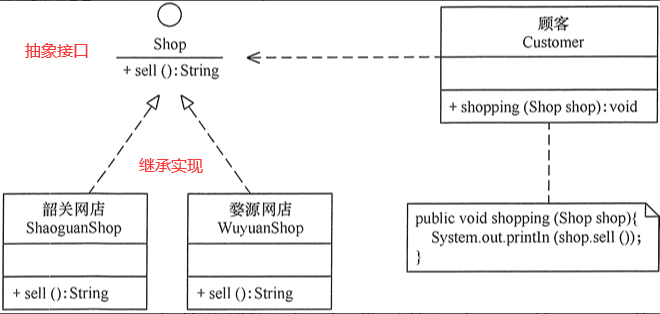 抽象接口
Shop
+ sell ():String
顾客
Customer
+ shopping (Shop shop):void
继承实现
韶关网店
ShaoguanShop
+ sell ():String
婺源网店
WuyuanShop
+ sell ():String
public void shopping (Shop shop){
System.out.println (shop.sell ());
}